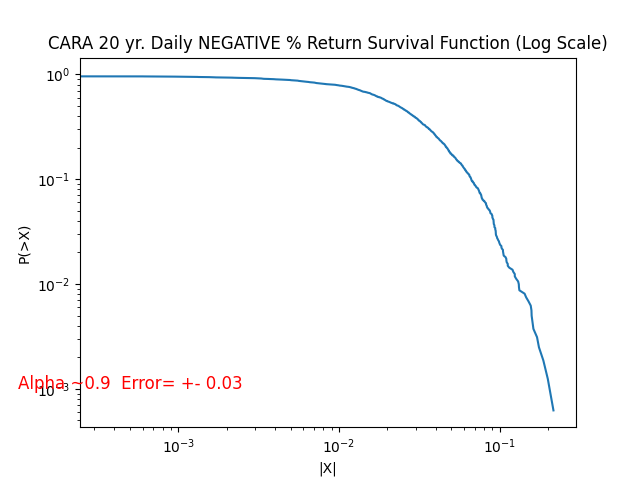 CARA 20 yr. Daily NEGATIVE % Return Survival Function (Log Scale)
10⁰
10⁻¹
P(>X)
10⁻²
Alpha ~0.9  Error= +- 0.03
10⁻³
10⁻³ 10⁻² 10⁻¹
|X|